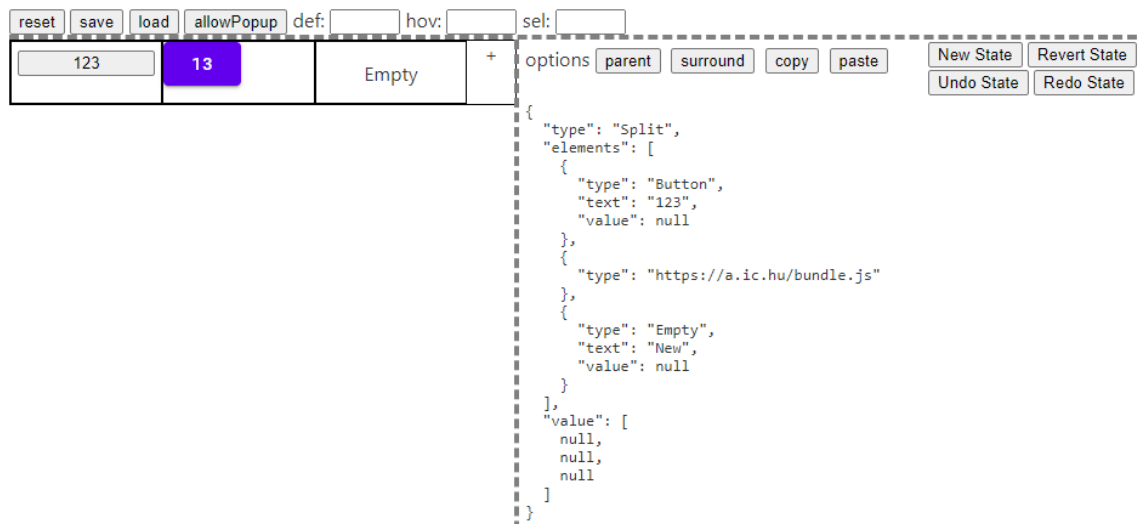 reset save load allowPopup def: hov: sel:
123 13 Empty +
options parent surround copy paste
New State Revert State
Undo State Redo State
{
  "type": "Split",
  "elements": [
    {
      "type": "Button",
      "text": "123",
      "value": null
    },
    {
      "type": "https://a.ic.hu/bundle.js"
    },
    {
      "type": "Empty",
      "text": "New",
      "value": null
    }
  ],
  "value": [
    null,
    null,
    null
  ]
}